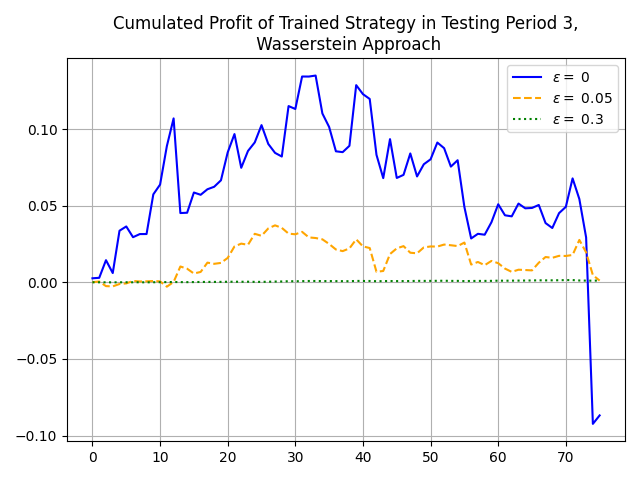 Cumulated Profit of Trained Strategy in Testing Period 3,
Wasserstein Approach
ε = 0
ε = 0.05
ε = 0.3
0.10
0.05
0.00
−0.05
−0.10
0 10 20 30 40 50 60 70